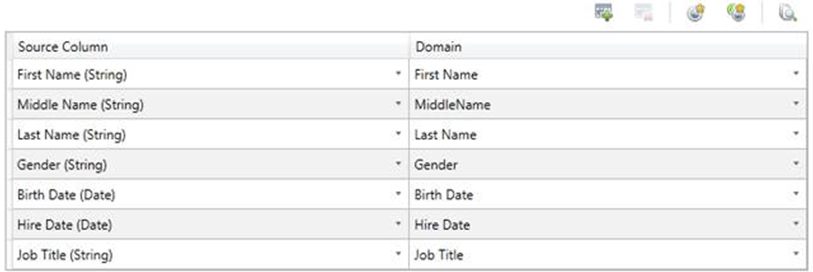 Source Column Domain
First Name (String) First Name
Middle Name (String) MiddleName
Last Name (String) Last Name
Gender (String) Gender
Birth Date (Date) Birth Date
Hire Date (Date) Hire Date
Job Title (String) Job Title